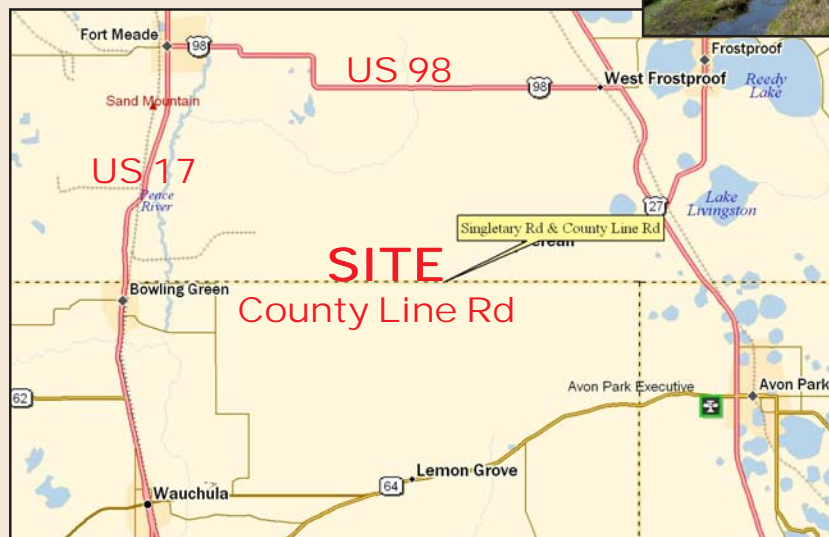 Fort Meade
98
US 98
Frostproof
98
West Frostproof
Reedy
Lake
Sand Mountain
US 17
Peace
River
27
Lake
Livingston
Singletary Rd & County Line Rd
SITE
Bowling Green
County Line Rd
62
Avon Park Executive
Avon Park
64
Lemon Grove
Wauchula